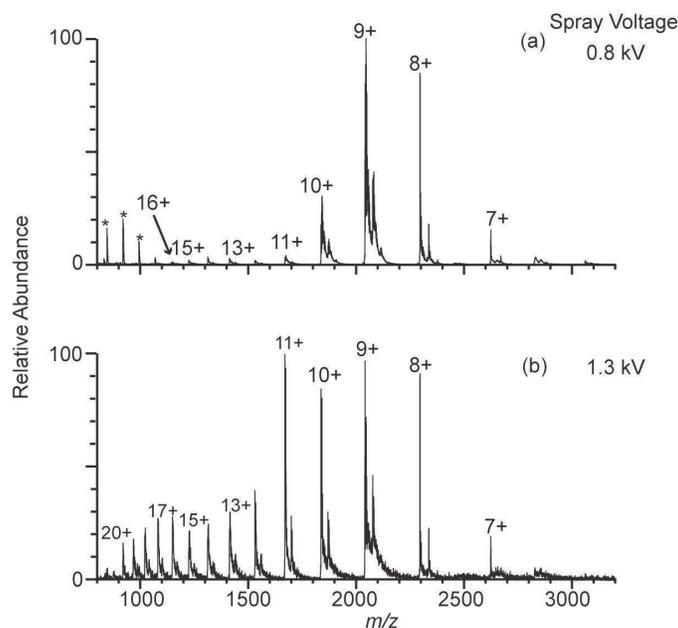 Spray Voltage
(a) 0.8 kV
100
9+
8+
10+
16+
* * *
15+ 13+ 11+
7+
0
Relative Abundance
100
11+
10+
9+
8+
(b) 1.3 kV
20+
17+
15+
13+
7+
0
1000 1500 2000 2500 3000
m/z